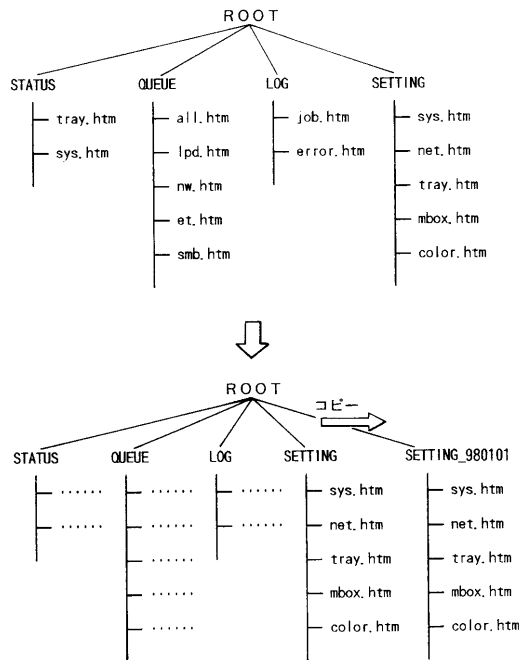 ROOT
STATUS QUEUE LOG SETTING
tray.htm all.htm job.htm sys.htm
sys.htm lpd.htm error.htm net.htm
nw.htm tray.htm
et.htm mbox.htm
smb.htm color.htm
ROOT
コピー
STATUS QUEUE LOG SETTING SETTING_980101
...... ...... ...... sys.htm sys.htm
...... ...... ...... net.htm net.htm
...... tray.htm tray.htm
...... mbox.htm mbox.htm
...... color.htm color.htm